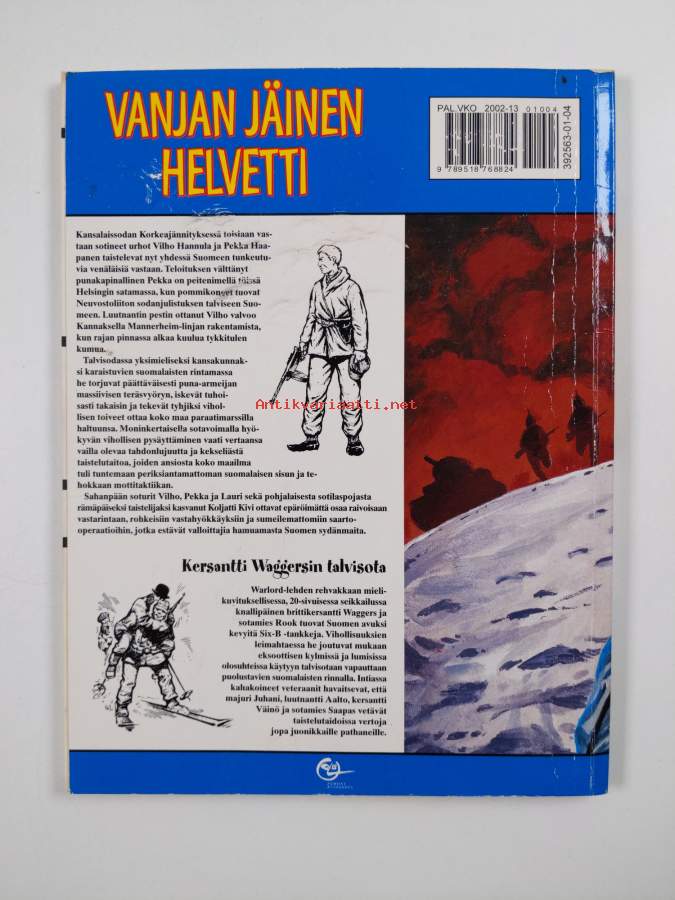 VANJAN JÄINEN
HELVETTI
PAL.VKO 2002-13
01004
392563-01-04
9 789518 768824
Kansalaissodan Korkeajännityksessä toisiaan vas-
taan sotineet urhot Vilho Hannula ja Pekka Haa-
panen taistelevat nyt yhdessä Suomeen tunkeutu-
via venäläisiä vastaan. Teloituksen välttänyt
punakapinallinen Pekka on peitenimellä töissä
Helsingin satamassa, kun pommikoneet tuovat
Neuvostoliiton sodanjulistuksen talviseen Suo-
meen. Luutnantin pestin ottanut Vilho valvoo
Kannaksella Mannerheim-linjan rakentamista,
kun rajan pinnassa alkaa kuulua tykkitulen
kumua.
Talvisodassa yksimieliseksi kansakunnak-
si karaistuvien suomalaisten rintamassa
he torjuvat päättäväisesti puna-armeijan
massiivisen teräsvyöryn, iskevät tuhoi-
sasti takaisin ja tekevät tyhjiksi vihol-
lisen toiveet ottaa koko maa paraatimarssilla
haltuunsa. Moninkertaisella sotavoimalla hyö-
kyvän vihollisen pysäyttäminen vaati vertaansa
vailla olevaa tahdonlujuutta ja kekseliästä
taistelutaitoa, joiden ansiosta koko maailma
tuli tuntemaan periksiantamattoman suomalaisen sisun ja te-
hokkaan mottitaktiikan.
Sahanpään soturit Vilho, Pekka ja Lauri sekä pohjalaisesta sotilaspojasta
rämäpäiseksi taistelijaksi kasvanut Koljatti Kivi ottavat epäröimättä osaa raivoisaan
vastarintaan, rohkeisiin vastahyökkäyksiin ja sumeilemattomiin saarto-
operaatioihin, jotka estävät valloittajia hamuamasta Suomen sydänmaita.
Antikvariaatti.net
Kersantti Waggersin talvisota
Warlord-lehden rehvakkaan mieli-
kuvituksellisessa, 20-sivuisessa seikkailussa
knallipäinen brittikersantti Waggers ja
sotamies Rook tuovat Suomen avuksi
kevyitä Six-B -tankkeja. Vihollisuuksien
leimahtaessa he joutuvat mukaan
eksoottisen kylmissä ja lumisissa
olosuhteissa käytyyn talvisotaan vapauttaan
puolustavien suomalaisten rinnalla. Intiassa
kahakoineet veteraanit havaitsevat, että
majuri Juhani, luutnantti Aalto, kersantti
Väinö ja sotamies Saapas vetävät
taistelutaidoissa vertoja
jopa juonikkaille pathaneille.